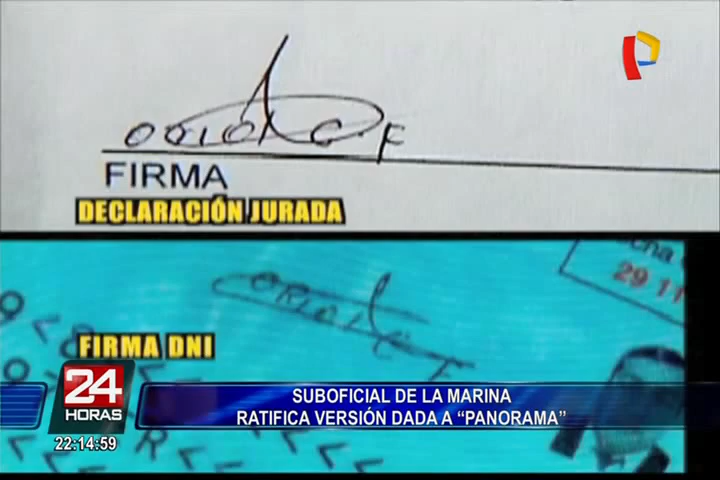 ORION C.F
FIRMA
DECLARACIÓN JURADA
29 11
FIRMA DNI
24
HORAS
SUBOFICIAL DE LA MARINA
RATIFICA VERSIÓN DADA A “PANORAMA”
22:14:59